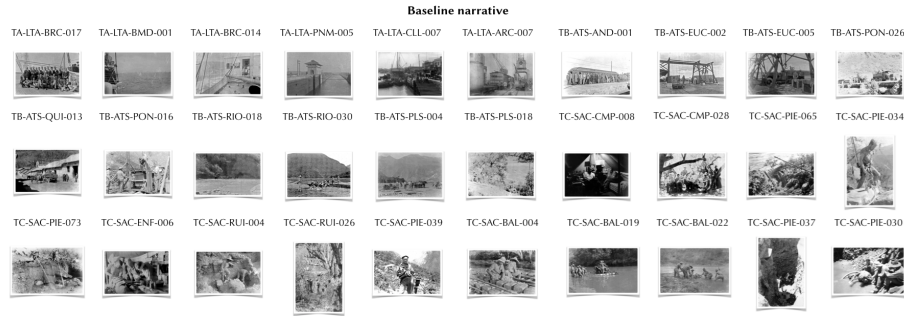 Baseline narrative
TA-LTA-BRC-017 TA-LTA-BMD-001 TA-LTA-BRC-014 TA-LTA-PNM-005 TA-LTA-CLL-007 TA-LTA-ARC-007 TB-ATS-AND-001 TB-ATS-EUC-002 TB-ATS-EUC-005 TB-ATS-PON-026
TB-ATS-QUI-013 TB-ATS-PON-016 TB-ATS-RIO-018 TB-ATS-RIO-030 TB-ATS-PLS-004 TB-ATS-PLS-018 TC-SAC-CMP-008 TC-SAC-CMP-028 TC-SAC-PIE-065 TC-SAC-PIE-034
TC-SAC-PIE-073 TC-SAC-ENF-006 TC-SAC-RUI-004 TC-SAC-RUI-026 TC-SAC-PIE-039 TC-SAC-BAL-004 TC-SAC-BAL-019 TC-SAC-BAL-022 TC-SAC-PIE-037 TC-SAC-PIE-030